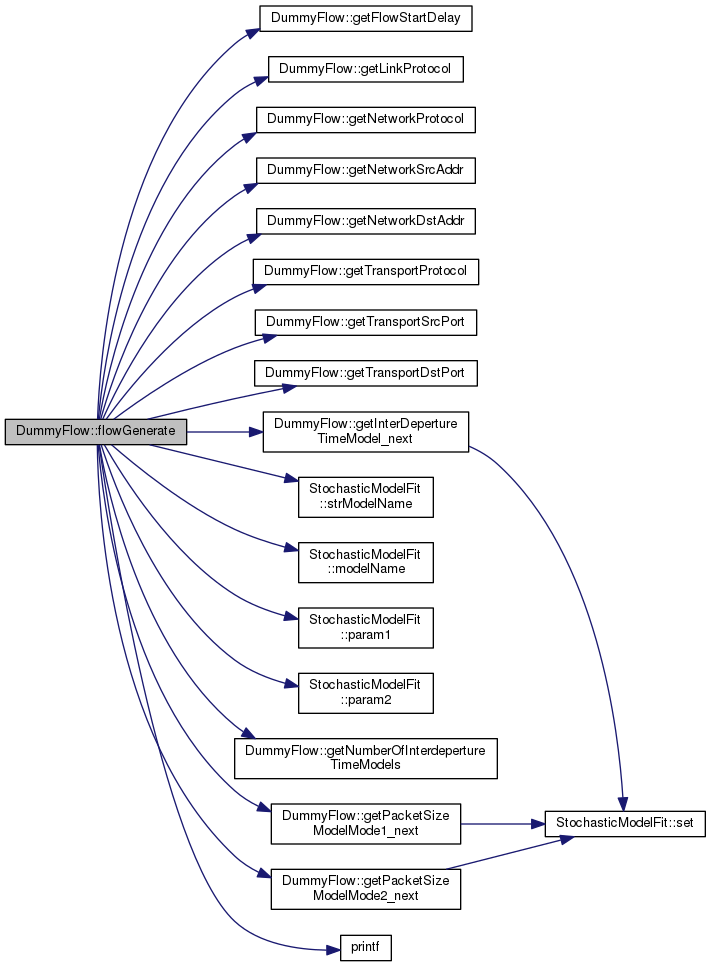 DummyFlow::getFlowStartDelay
DummyFlow::getLinkProtocol
DummyFlow::getNetworkProtocol
DummyFlow::getNetworkSrcAddr
DummyFlow::getNetworkDstAddr
DummyFlow::getTransportProtocol
DummyFlow::getTransportSrcPort
DummyFlow::getTransportDstPort
DummyFlow::flowGenerate
DummyFlow::getInterDeperture
TimeModel_next
StochasticModelFit
::strModelName
StochasticModelFit
::modelName
StochasticModelFit
::param1
StochasticModelFit
::param2
DummyFlow::getNumberOfInterdeperture
TimeModels
DummyFlow::getPacketSize
ModelMode1_next
StochasticModelFit::set
DummyFlow::getPacketSize
ModelMode2_next
printf